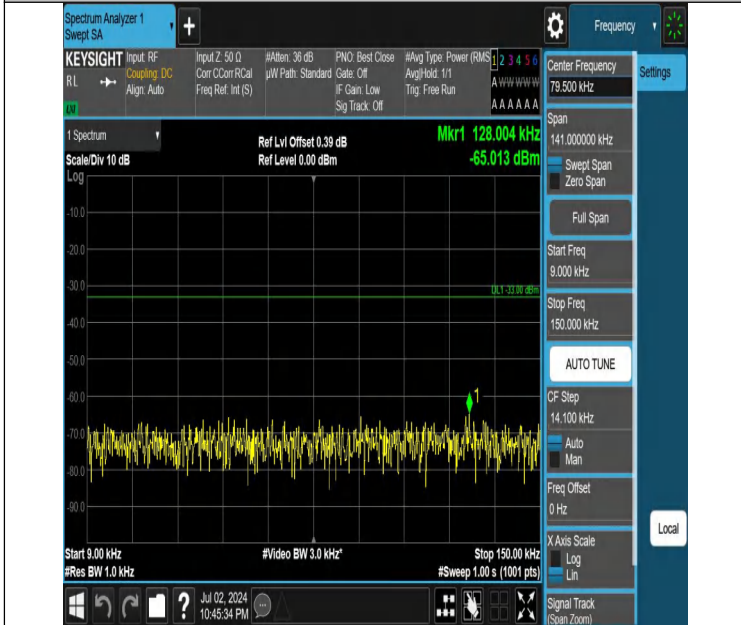 Spectrum Analyzer 1
Swept SA
+
Frequency
KEYSIGHT
RL
Input: RF
Coupling: DC
Align: Auto
Input Z: 50 Ω
Corr CCorr RCal
Freq Ref: Int (S)
#Atten: 36 dB
µW Path: Standard
PNO: Best Close
Gate: Off
IF Gain: Low
Sig Track: Off
#Avg Type: Power (RMS
Avg|Hold: 1/1
Trig: Free Run
1 2 3 4 5 6
A W W W W W
A A A A A A
1 Spectrum
Scale/Div 10 dB
Log
Ref Lvl Offset 0.39 dB
Ref Level 0.00 dBm
Mkr1 128.004 kHz
-65.013 dBm
-10.0
-20.0
-30.0
DL1 -33.00 dBm
-40.0
-50.0
-60.0
1
-70.0
-80.0
-90.0
Start 9.00 kHz
#Res BW 1.0 kHz
#Video BW 3.0 kHz*
Stop 150.00 kHz
#Sweep 1.00 s (1001 pts)
?
Jul 02, 2024
10:45:34 PM
Center Frequency
79.500 kHz
Settings
Span
141.000000 kHz
Swept Span
Zero Span
Full Span
Start Freq
9.000 kHz
Stop Freq
150.000 kHz
AUTO TUNE
CF Step
14.100 kHz
Auto
Man
Freq Offset
0 Hz
X Axis Scale
Log
Lin
Local
Signal Track
(Span Zoom)